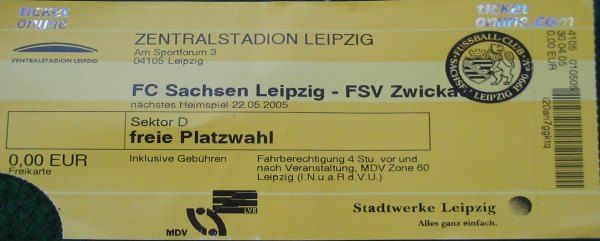 ticket
online
ticket
online.com
ZENTRALSTADION LEIPZIG
Am Sportforum 3
04105 Leipzig
ZENTRALSTADION LEIPZIG
FC Sachsen Leipzig - FSV Zwicka
nächstes Heimspiel 22.05.2005
FUSSBALL-CLUB
SACHSEN LEIPZIG 1990
Sektor D
freie Platzwahl
0,00 EUR
Freikarte
Inklusive Gebühren
Fahrberechtigung 4 Stu. vor und
nach Veranstaltung, MDV Zone 60
Leipzig (I.N.u.a.R.d.V.U.)
MDV
LVB
Stadtwerke Leipzig
Alles ganz einfach.
4105 010505
30.04.05
0,00 EUR